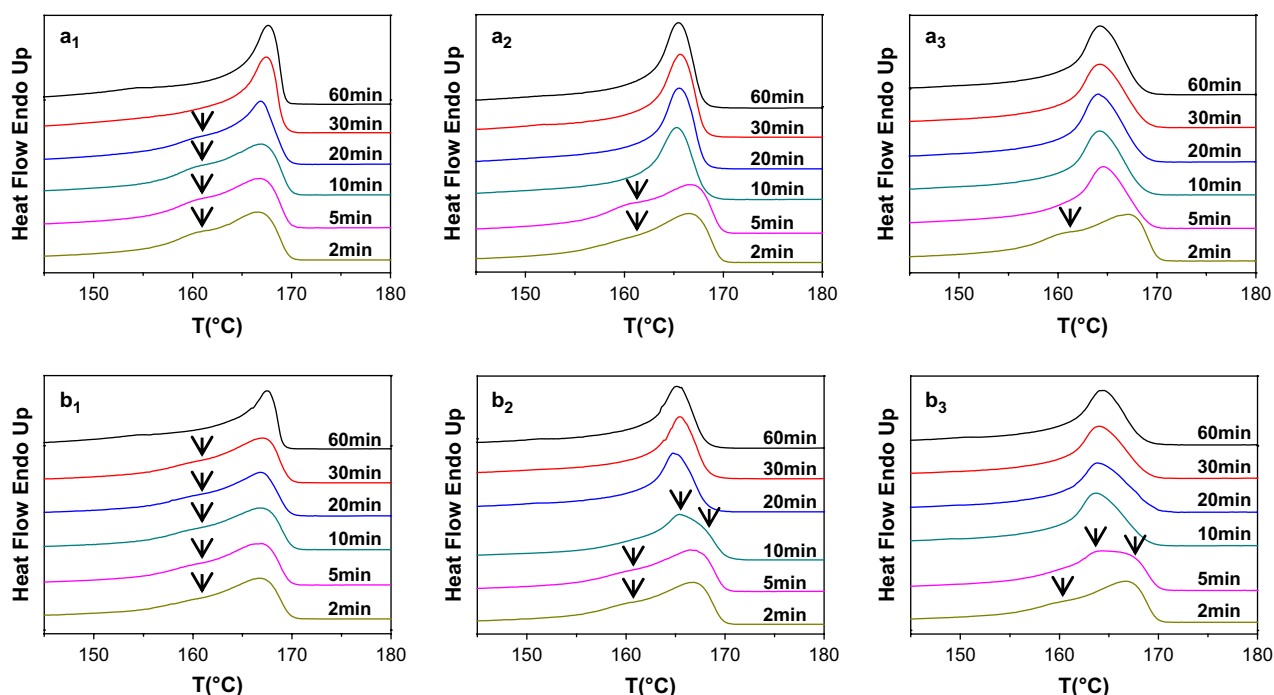 a1
Heat Flow Endo Up
60min
30min
20min
10min
5min
2min
150 160 170 180
T(°C)
a2
Heat Flow Endo Up
60min
30min
20min
10min
5min
2min
150 160 170 180
T(°C)
a3
Heat Flow Endo Up
60min
30min
20min
10min
5min
2min
150 160 170 180
T(°C)
b1
Heat Flow Endo Up
60min
30min
20min
10min
5min
2min
150 160 170 180
T(°C)
b2
Heat Flow Endo Up
60min
30min
20min
10min
5min
2min
150 160 170 180
T(°C)
b3
Heat Flow Endo Up
60min
30min
20min
10min
5min
2min
150 160 170 180
T(°C)